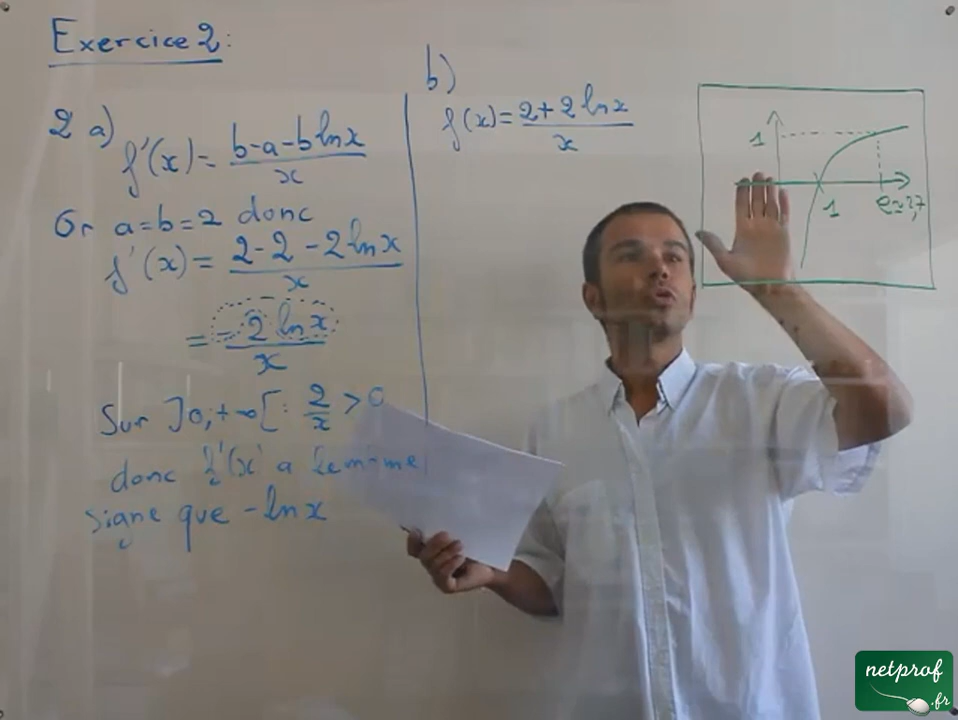 Exercice 2:
2 a)
f'(x) = b-a-b ln x / x
Or a=b=2 donc
f'(x) = 2-2-2 ln x / x
= -2 ln x / x
Sur ]0;+∞[ : 2/x > 0
donc f'(x) a le même
signe que -ln x
b)
f(x) = 2+2 ln x / x
1
1
e≈2,7
netprof
.fr